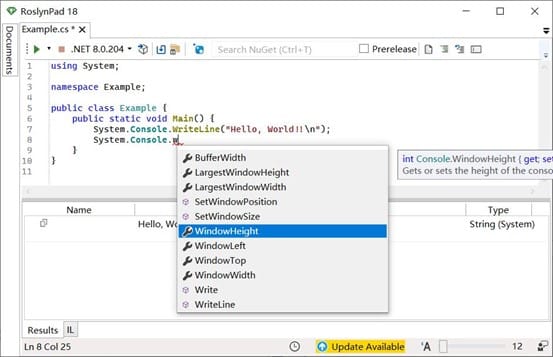 RoslynPad 18
Documents
Example.cs *
.NET 8.0.204
Search NuGet (Ctrl+T)
Prerelease
1 using System;
2
3 namespace Example;
4
5 public class Example {
6 public static void Main() {
7 System.Console.WriteLine("Hello, World!!\n");
8 System.Console.w
9 }
10 }
11
BufferWidth
LargestWindowHeight
LargestWindowWidth
SetWindowPosition
SetWindowSize
WindowHeight
WindowLeft
WindowTop
WindowWidth
Write
WriteLine
int Console.WindowHeight { get; set
Gets or sets the height of the conso
Name
Type
Hello, Wo
String (System)
Results IL
Ln 8 Col 25
Update Available
A
12